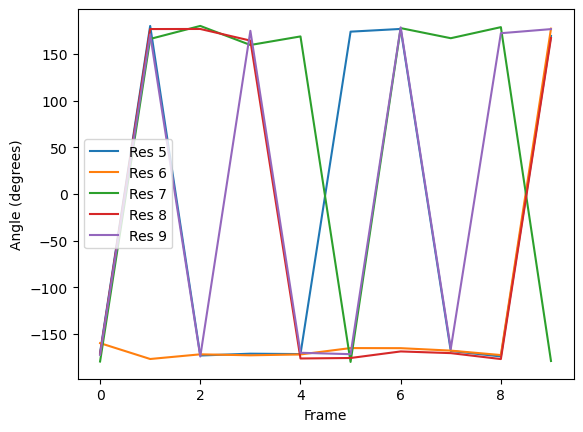 150
100
50
0
−50
−100
−150
Angle (degrees)
Res 5
Res 6
Res 7
Res 8
Res 9
0 2 4 6 8
Frame